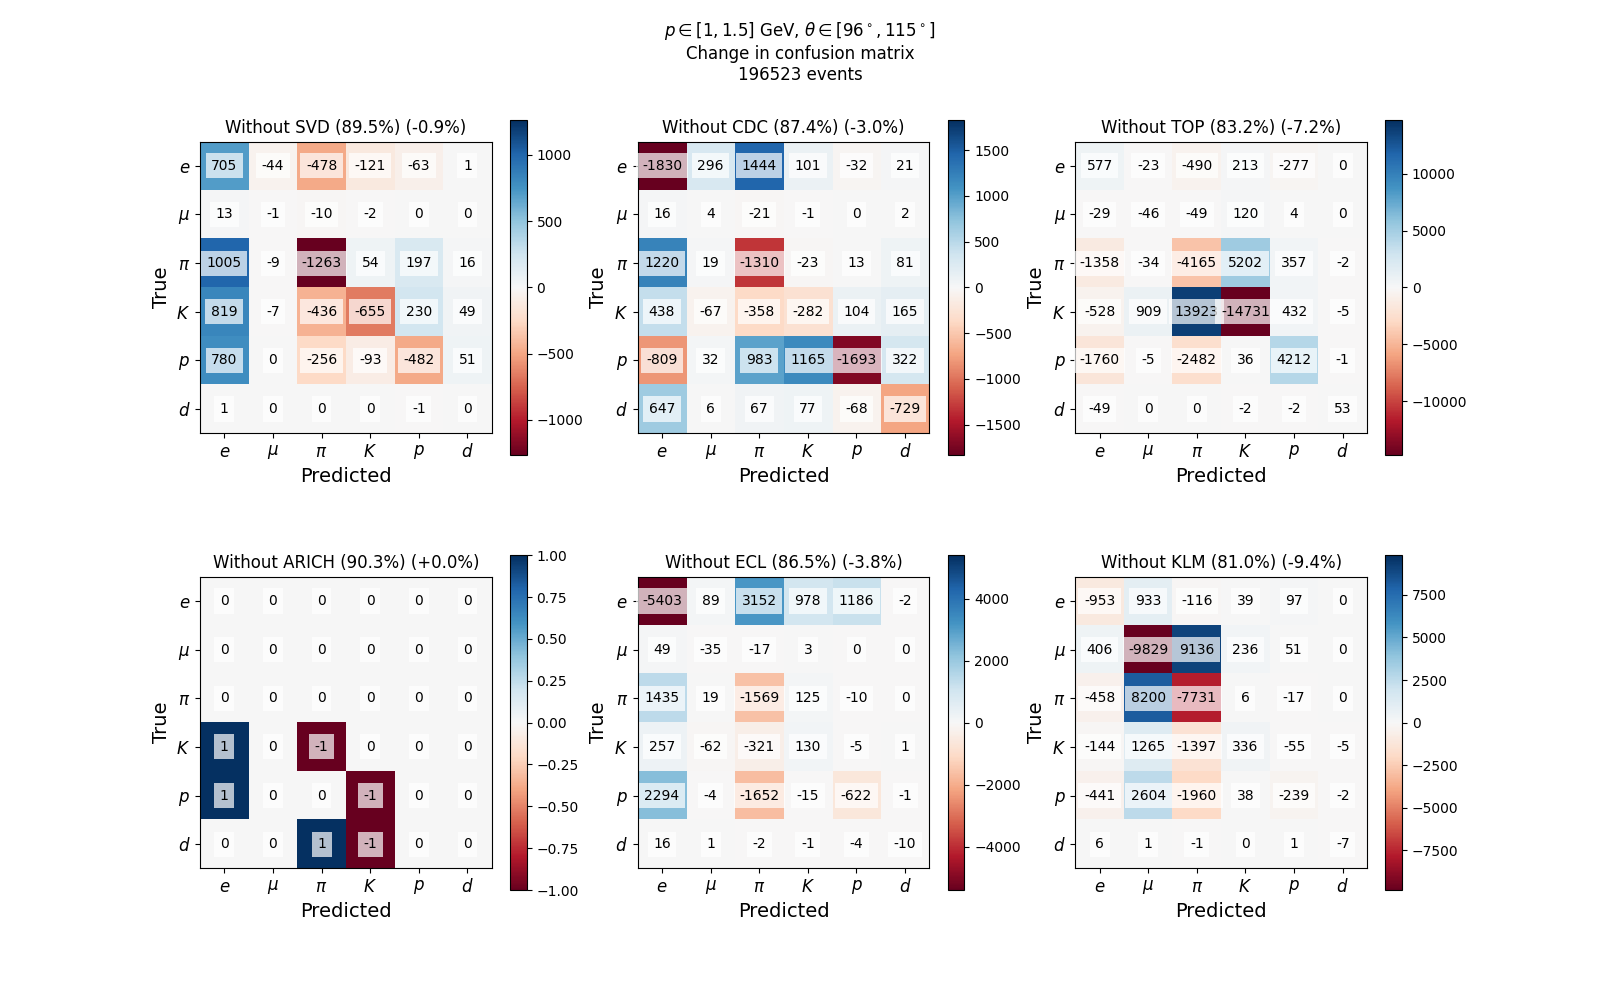 p ∈ [1, 1.5] GeV, θ ∈ [96°, 115°]
Change in confusion matrix
196523 events
Without SVD (89.5%) (-0.9%)
True
e 705 -44 -478 -121 -63 1
μ 13 -1 -10 -2 0 0
π 1005 -9 -1263 54 197 16
K 819 -7 -436 -655 230 49
p 780 0 -256 -93 -482 51
d 1 0 0 0 -1 0
e μ π K p d
Predicted
1000
500
0
−500
−1000
Without CDC (87.4%) (-3.0%)
True
e -1830 296 1444 101 -32 21
μ 16 4 -21 -1 0 2
π 1220 19 -1310 -23 13 81
K 438 -67 -358 -282 104 165
p -809 32 983 1165 -1693 322
d 647 6 67 77 -68 -729
e μ π K p d
Predicted
1500
1000
500
0
−500
−1000
−1500
Without TOP (83.2%) (-7.2%)
True
e 577 -23 -490 213 -277 0
μ -29 -46 -49 120 4 0
π -1358 -34 -4165 5202 357 -2
K -528 909 13923 -14731 432 -5
p -1760 -5 -2482 36 4212 -1
d -49 0 0 -2 -2 53
e μ π K p d
Predicted
10000
5000
0
−5000
−10000
Without ARICH (90.3%) (+0.0%)
True
e 0 0 0 0 0 0
μ 0 0 0 0 0 0
π 0 0 0 0 0 0
K 1 0 -1 0 0 0
p 1 0 0 -1 0 0
d 0 0 1 -1 0 0
e μ π K p d
Predicted
1.00
0.75
0.50
0.25
0.00
−0.25
−0.50
−0.75
−1.00
Without ECL (86.5%) (-3.8%)
True
e -5403 89 3152 978 1186 -2
μ 49 -35 -17 3 0 0
π 1435 19 -1569 125 -10 0
K 257 -62 -321 130 -5 1
p 2294 -4 -1652 -15 -622 -1
d 16 1 -2 -1 -4 -10
e μ π K p d
Predicted
4000
2000
0
−2000
−4000
Without KLM (81.0%) (-9.4%)
True
e -953 933 -116 39 97 0
μ 406 -9829 9136 236 51 0
π -458 8200 -7731 6 -17 0
K -144 1265 -1397 336 -55 -5
p -441 2604 -1960 38 -239 -2
d 6 1 -1 0 1 -7
e μ π K p d
Predicted
7500
5000
2500
0
−2500
−5000
−7500